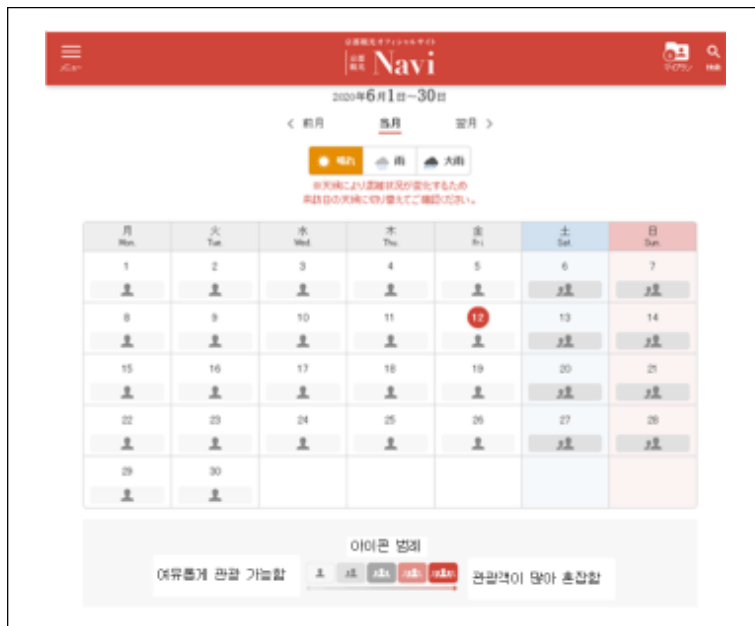 京都観光オフィシャルサイト
メニュー 京都観光 Navi マイプラン 検索
2020年6月1日~30日
< 前月 当月 翌月 >
晴れ 雨 大雨
※天候により混雑状況が変化するため
来訪日の天候に切り替えてご確認ください。
月 火 水 木 金 土 日
Mon. Tue. Wed. Thu. Fri. Sat. Sun.
1 2 3 4 5 6 7
8 9 10 11 12 13 14
15 16 17 18 19 20 21
22 23 24 25 26 27 28
29 30
아이콘 범례
여유롭게 관광 가능함 관광객이 많아 혼잡함